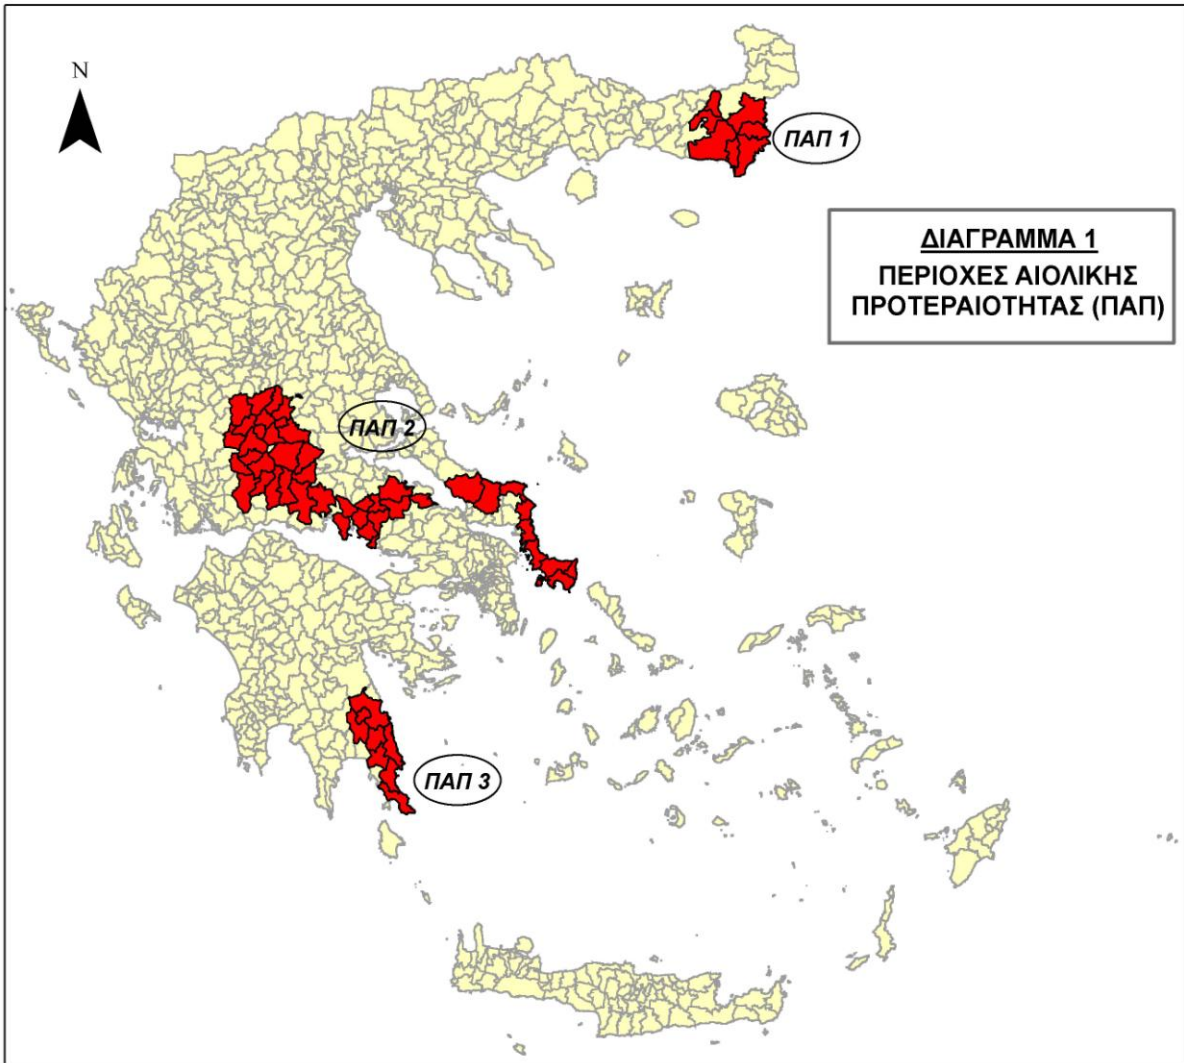 N
ΠΑΠ 1
ΔΙΑΓΡΑΜΜΑ 1
ΠΕΡΙΟΧΕΣ ΑΙΟΛΙΚΗΣ
ΠΡΟΤΕΡΑΙΟΤΗΤΑΣ (ΠΑΠ)
ΠΑΠ 2
ΠΑΠ 3